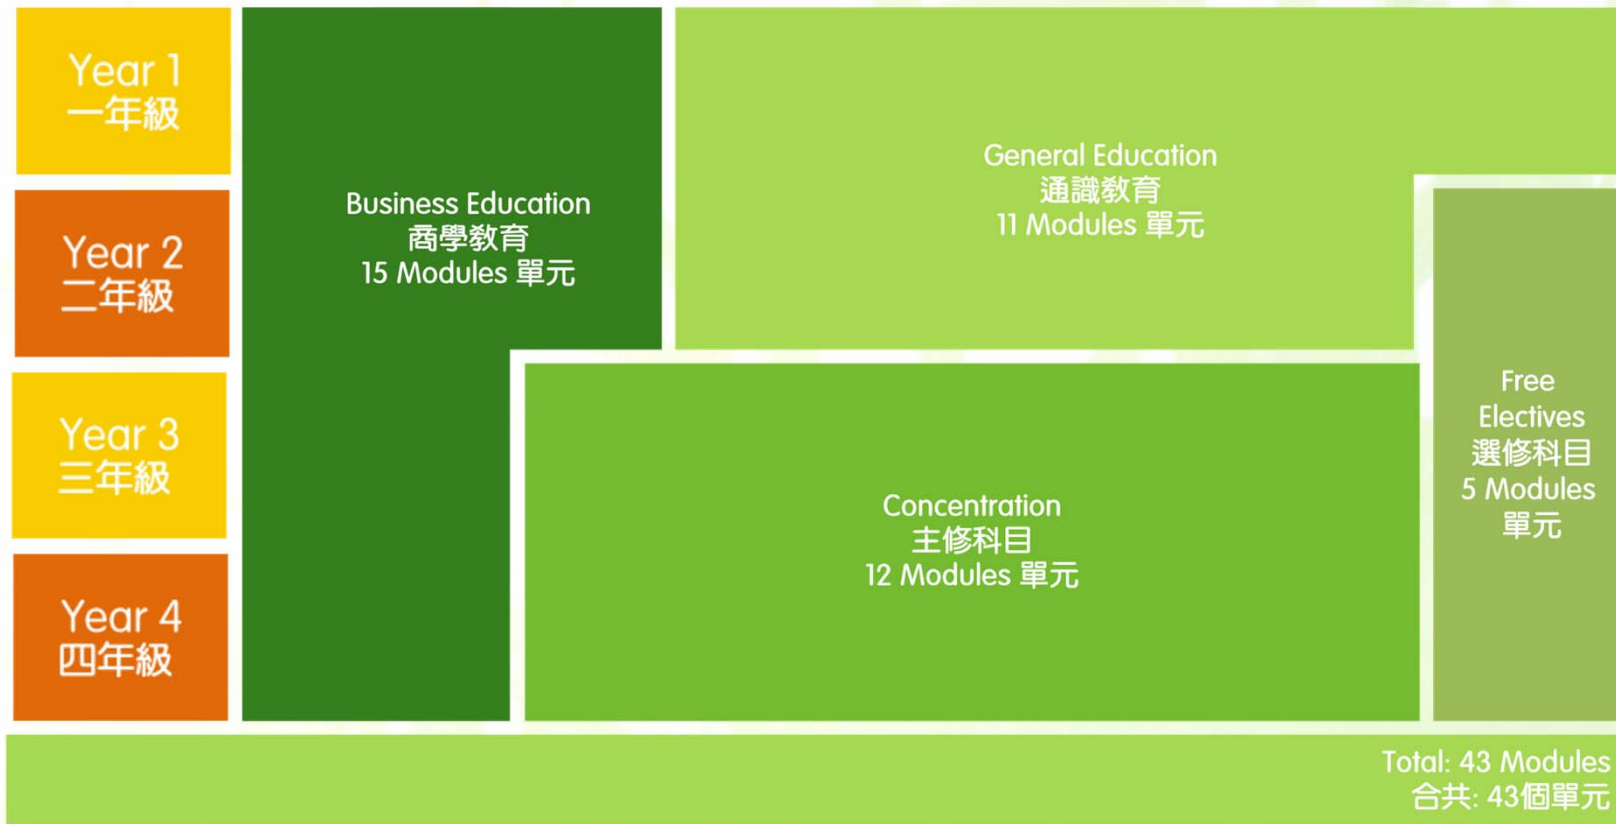 Year 1
一年級
Year 2
二年級
Year 3
三年級
Year 4
四年級
Business Education
商學教育
15 Modules 單元
General Education
通識教育
11 Modules 單元
Concentration
主修科目
12 Modules 單元
Free
Electives
選修科目
5 Modules
單元
Total: 43 Modules
合共: 43個單元